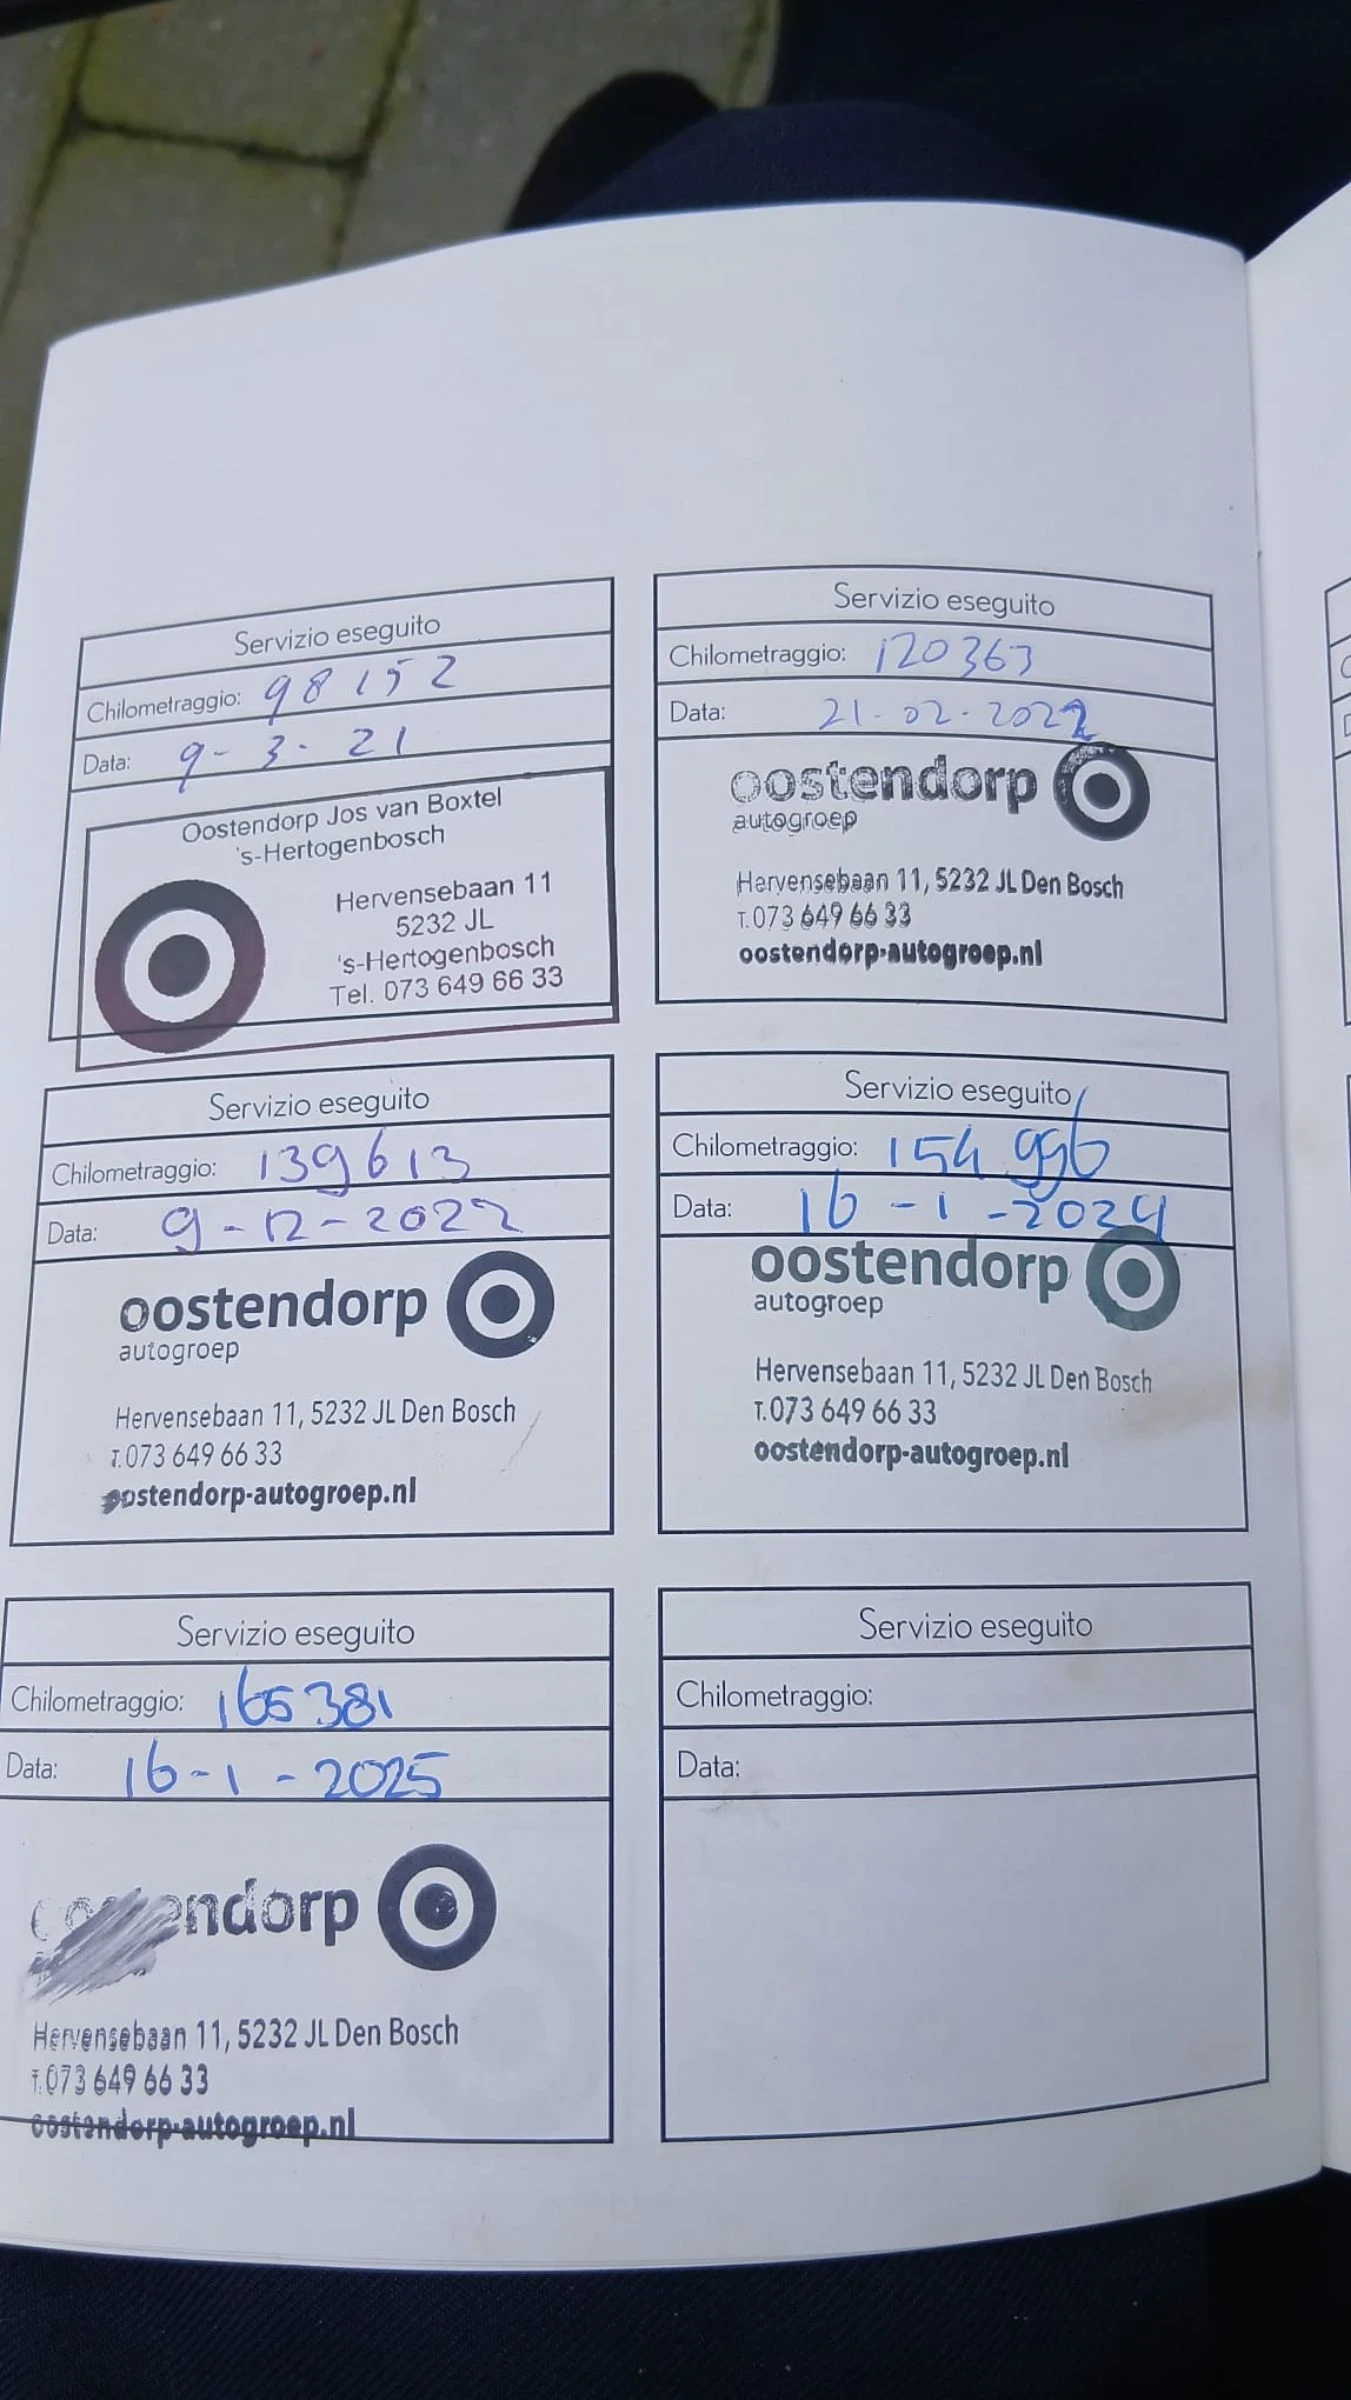 Servizio eseguito
Chilometraggio: 98152
Data: 9-3-21
Oostendorp Jos van Boxtel
's-Hertogenbosch
Hervensebaan 11
5232 JL
's-Hertogenbosch
Tel. 073 649 66 33
Servizio eseguito
Chilometraggio: 120363
Data: 21-02-2022
oostendorp
autogroep
Hervensebaan 11, 5232 JL Den Bosch
T.073 649 66 33
oostendorp-autogroep.nl
Servizio eseguito
Chilometraggio: 139613
Data: 9-12-2022
oostendorp
autogroep
Hervensebaan 11, 5232 JL Den Bosch
T.073 649 66 33
oostendorp-autogroep.nl
Servizio eseguito
Chilometraggio: 154996
Data: 16-1-2024
oostendorp
autogroep
Hervensebaan 11, 5232 JL Den Bosch
T.073 649 66 33
oostendorp-autogroep.nl
Servizio eseguito
Chilometraggio: 165381
Data: 16-1-2025
oostendorp
Hervensebaan 11, 5232 JL Den Bosch
T.073 649 66 33
oostendorp-autogroep.nl
Servizio eseguito
Chilometraggio:
Data: